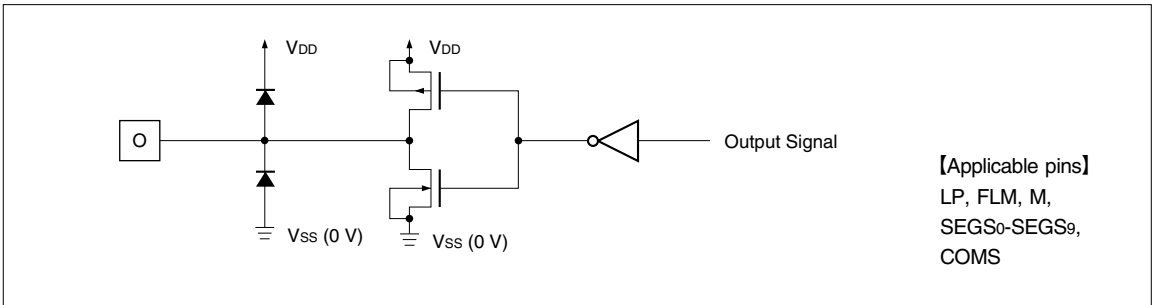 VDD
VDD
O
Output Signal
VSS (0 V)
VSS (0 V)
【Applicable pins】
LP, FLM, M,
SEGS0-SEGS9,
COMS